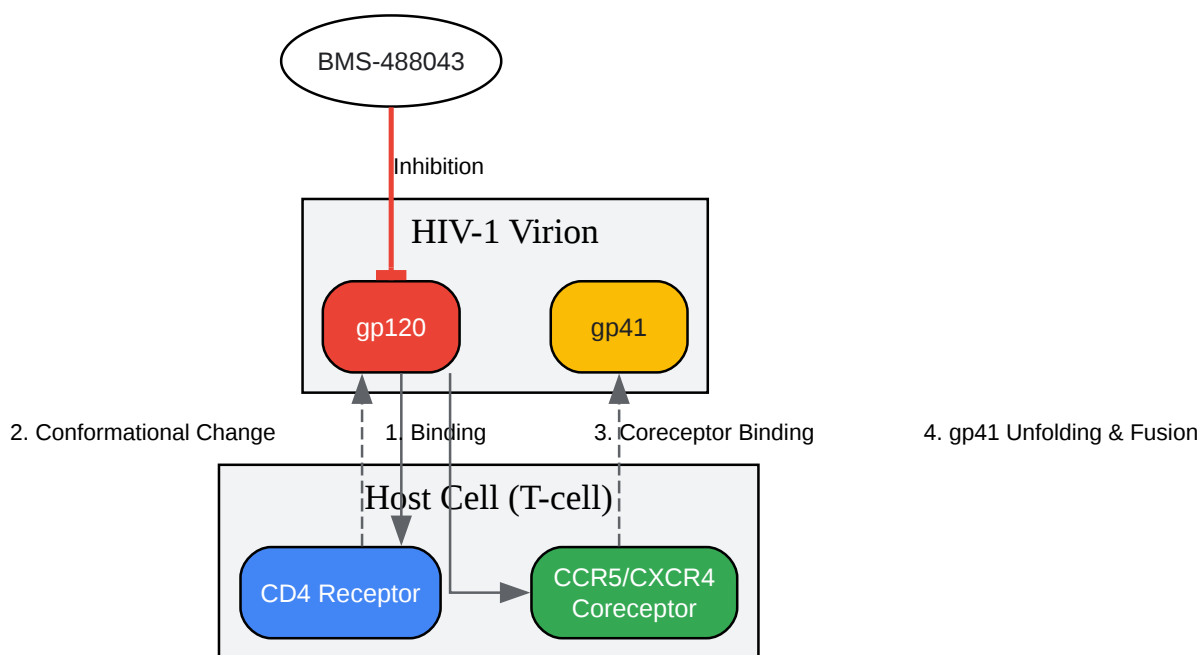 BMS-488043
Inhibition
HIV-1 Virion
gp120
gp41
2. Conformational Change
1. Binding
3. Coreceptor Binding
4. gp41 Unfolding & Fusion
Host Cell (T-cell)
CD4 Receptor
CCR5/CXCR4
Coreceptor